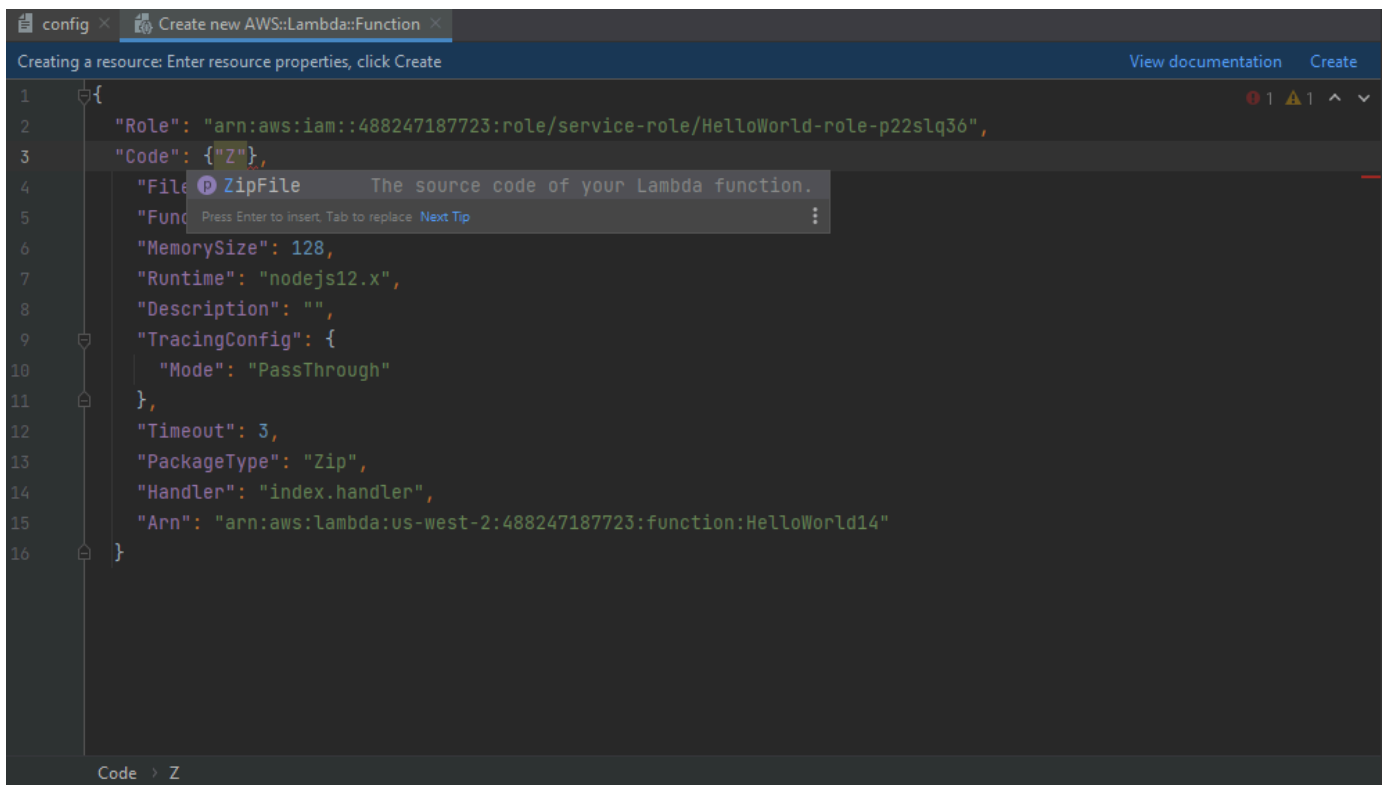 config × Create new AWS::Lambda::Function ×
Creating a resource: Enter resource properties, click Create View documentation Create
1 {
1 1
2 "Role": "arn:aws:iam::488247187723:role/service-role/HelloWorld-role-p22slq36",
3 "Code": {"Z"},
4 "File
p ZipFile The source code of your Lambda function.
5 "Func
Press Enter to insert, Tab to replace Next Tip
6 "MemorySize": 128,
7 "Runtime": "nodejs12.x",
8 "Description": "",
9 "TracingConfig": {
10 "Mode": "PassThrough"
11 },
12 "Timeout": 3,
13 "PackageType": "Zip",
14 "Handler": "index.handler",
15 "Arn": "arn:aws:lambda:us-west-2:488247187723:function:HelloWorld14"
16 }
Code > Z